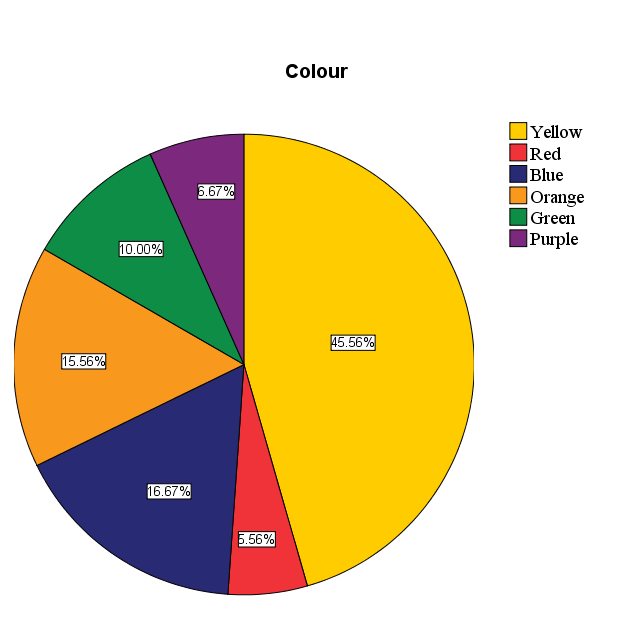 Colour
Yellow
Red
Blue
Orange
Green
Purple
6.67%
10.00%
45.56%
15.56%
16.67%
5.56%